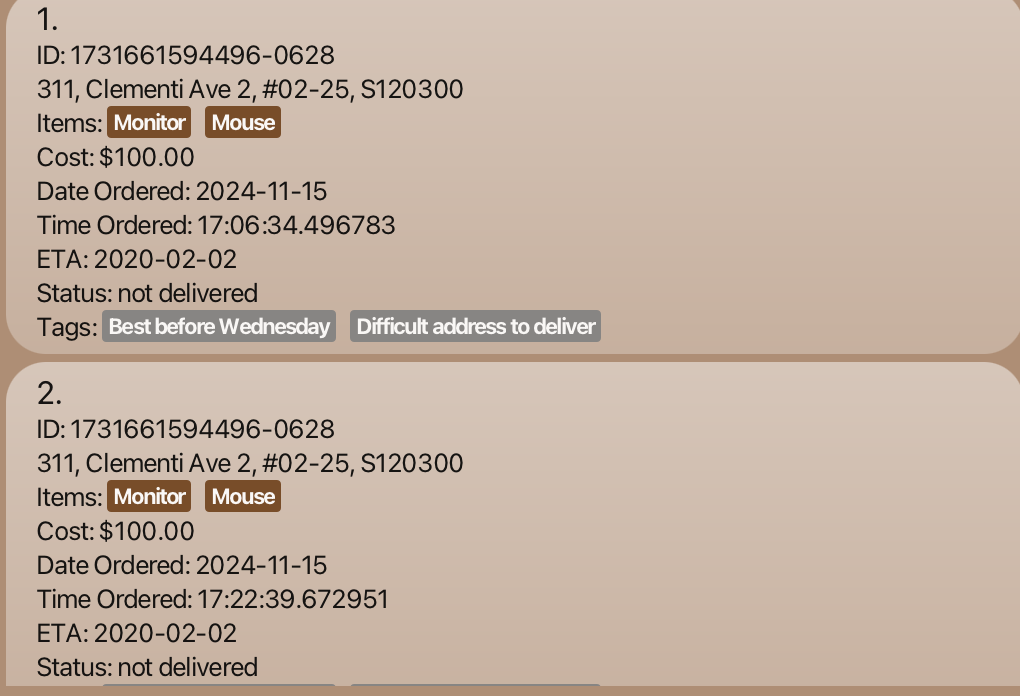 1.
ID: 1731661594496-0628
311, Clementi Ave 2, #02-25, S120300
Items: Monitor Mouse
Cost: $100.00
Date Ordered: 2024-11-15
Time Ordered: 17:06:34.496783
ETA: 2020-02-02
Status: not delivered
Tags: Best before Wednesday Difficult address to deliver
2.
ID: 1731661594496-0628
311, Clementi Ave 2, #02-25, S120300
Items: Monitor Mouse
Cost: $100.00
Date Ordered: 2024-11-15
Time Ordered: 17:22:39.672951
ETA: 2020-02-02
Status: not delivered